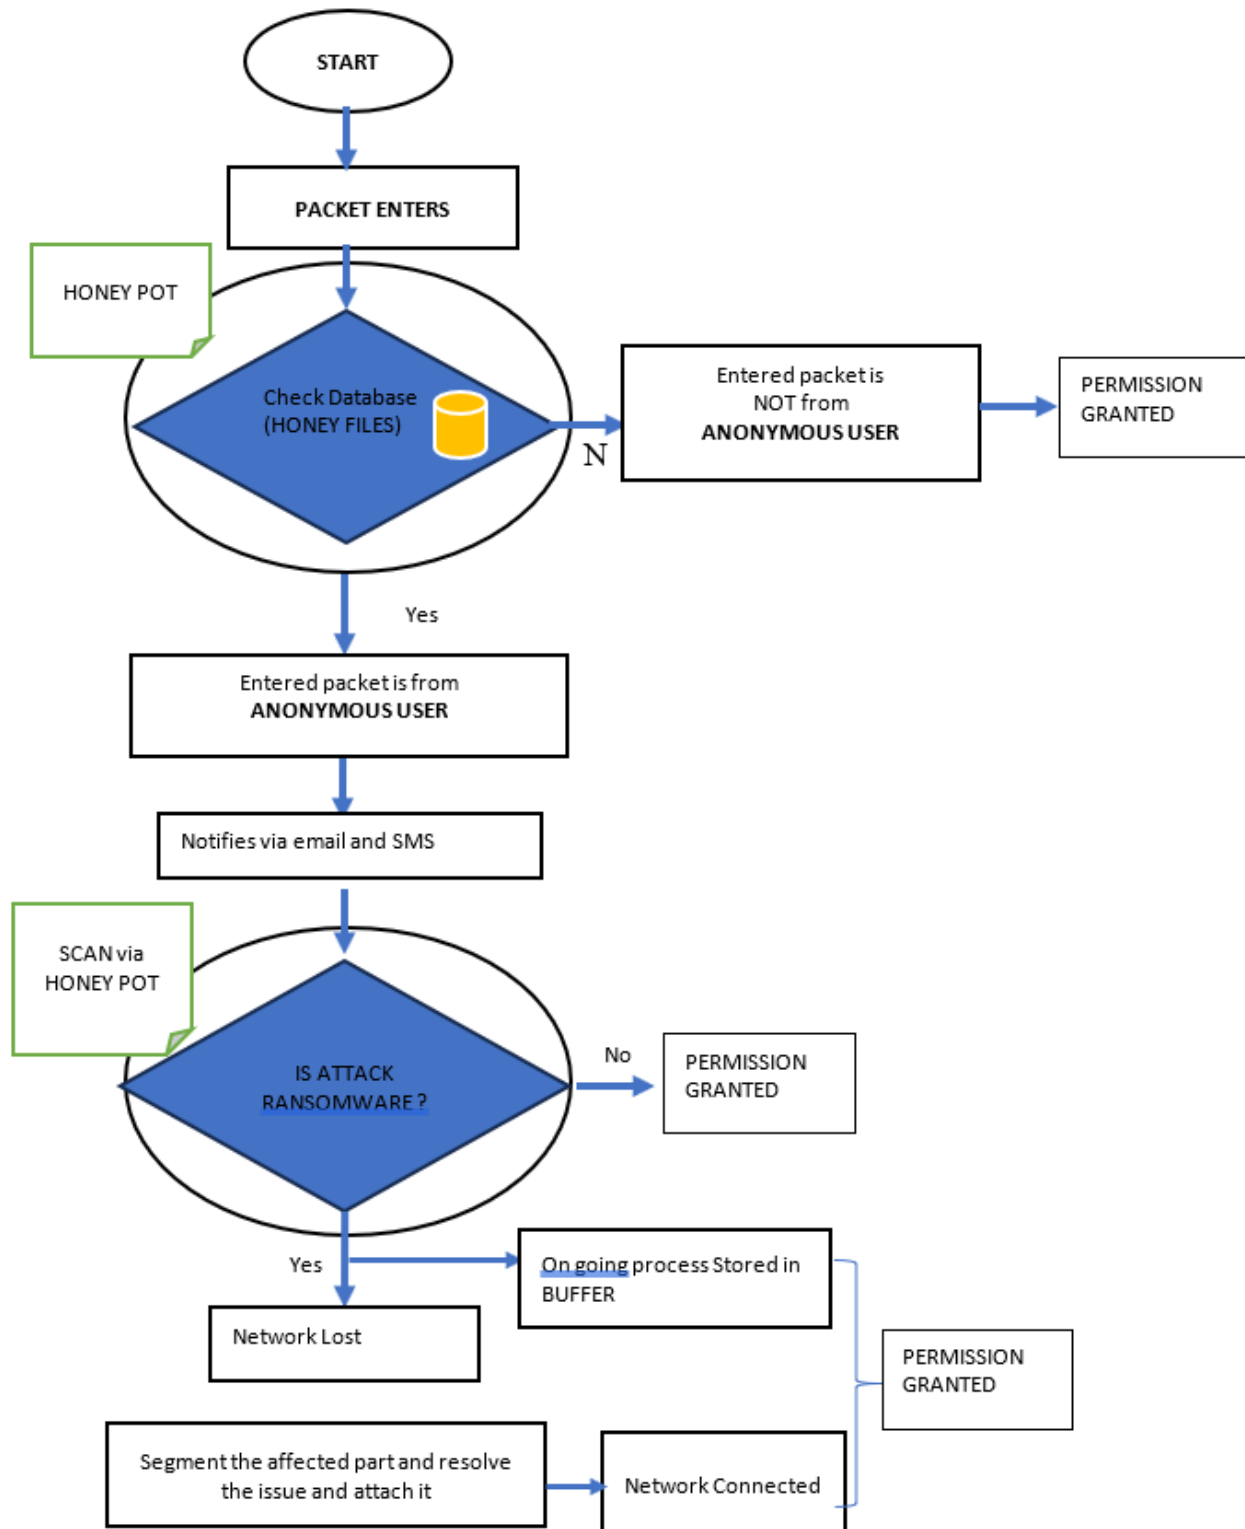 START
PACKET ENTERS
HONEY POT
Check Database
(HONEY FILES)
N
Entered packet is
NOT from
ANONYMOUS USER
PERMISSION
GRANTED
Yes
Entered packet is from
ANONYMOUS USER
Notifies via email and SMS
SCAN via
HONEY POT
IS ATTACK
RANSOMWARE ?
No
PERMISSION
GRANTED
Yes
On going process Stored in
BUFFER
Network Lost
PERMISSION
GRANTED
Segment the affected part and resolve
the issue and attach it
Network Connected